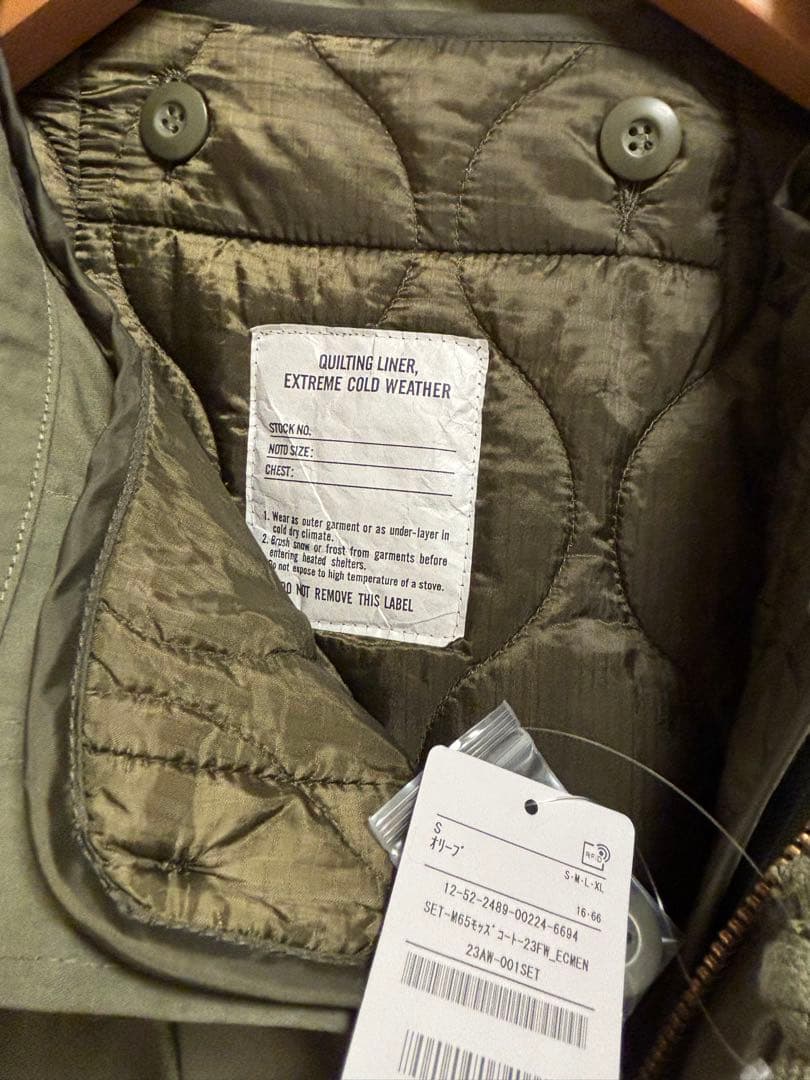 QUILTING LINER,
EXTREME COLD WEATHER
STOCK NO.
NOTO SIZE:
CHEST:
1. Wear as outer garment or as under-layer in
cold dry climate.
2. Brush snow or frost from garments before
entering heated shelters.
Do not expose to high temperature of a stove.
DO NOT REMOVE THIS LABEL
S
オリーブ
RFID
S・M・L・XL
16-66
12-52-2489-00224-6694
SET-M65モッズコート-23FW_ECMEN
23AW-001SET